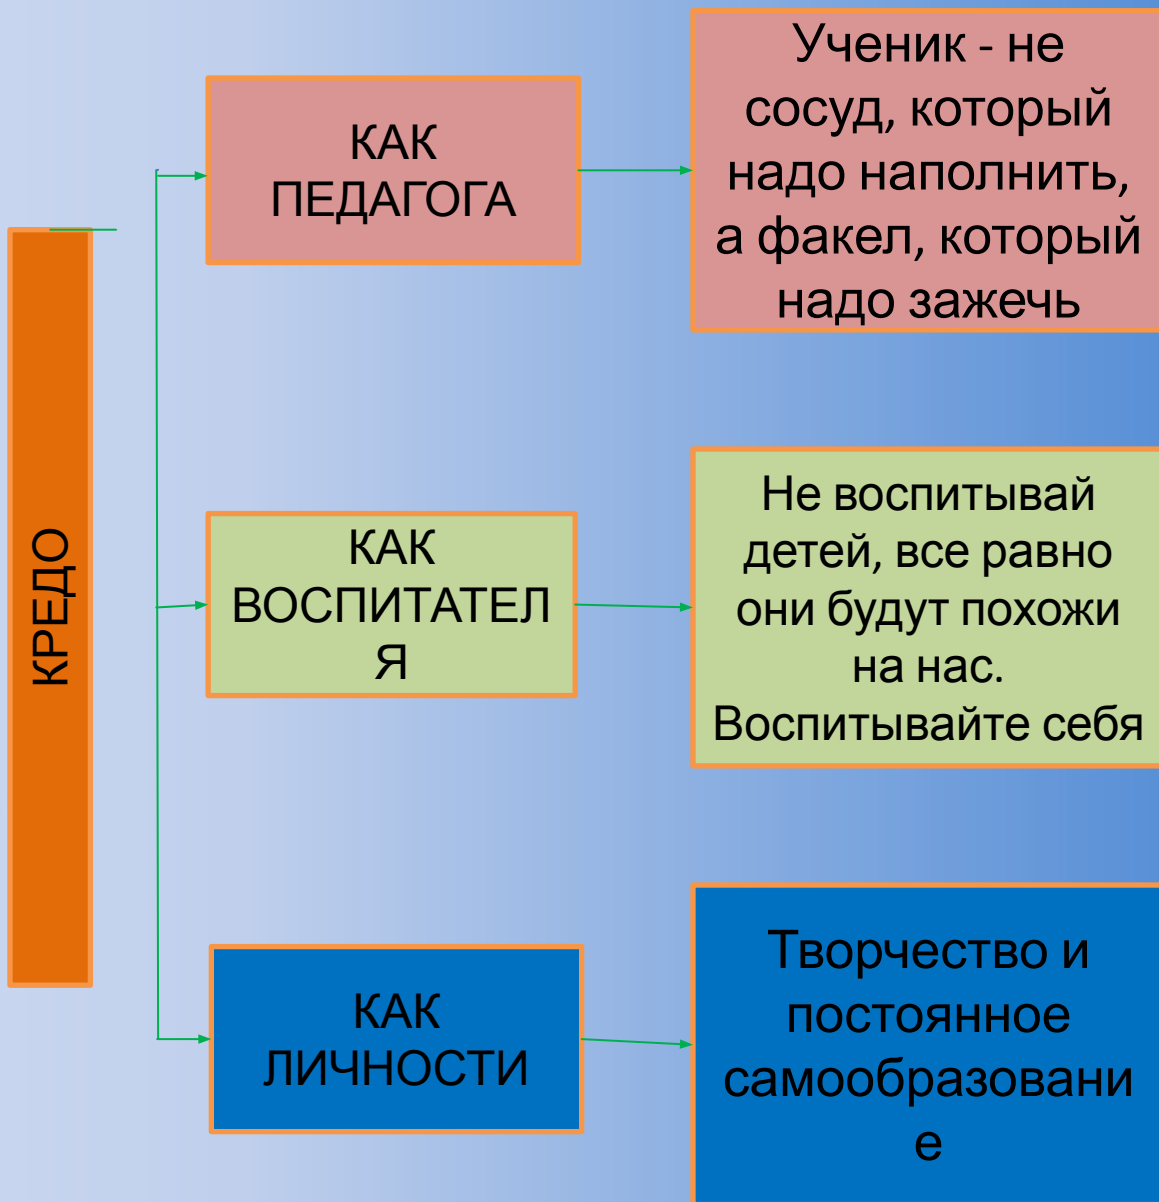 КРЕДО
КАК
ПЕДАГОГА
Ученик - не
сосуд, который
надо наполнить,
а факел, который
надо зажечь
КАК
ВОСПИТАТЕЛ
Я
Не воспитывай
детей, все равно
они будут похожи
на нас.
Воспитывайте себя
КАК
ЛИЧНОСТИ
Творчество и
постоянное
самообразовани
е